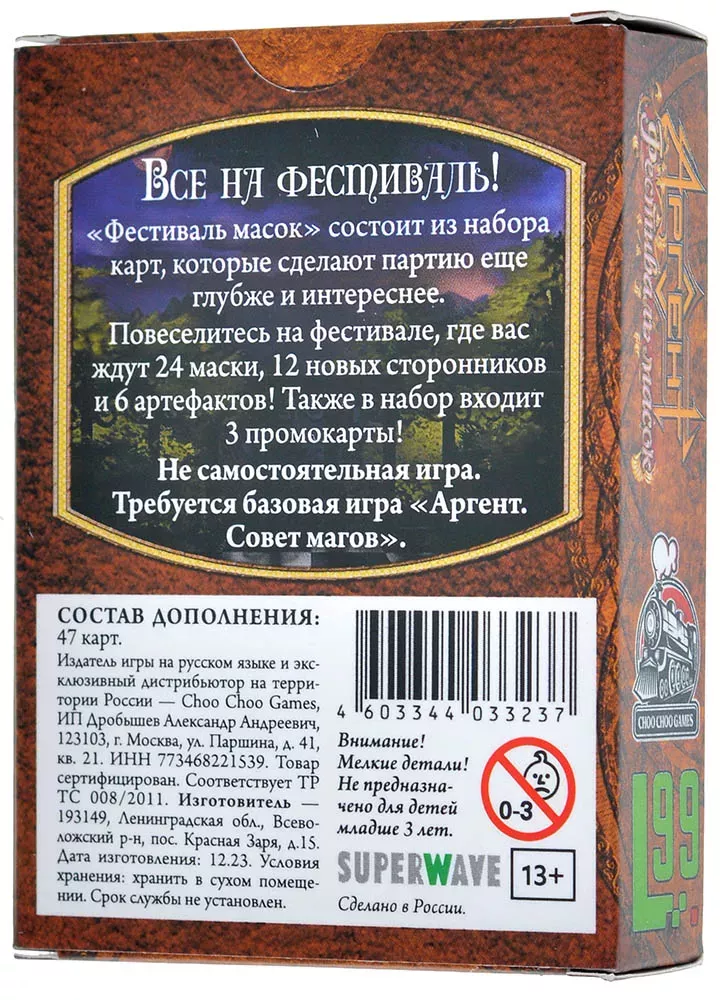 Все на фестиваль!
«Фестиваль масок» состоит из набора
карт, которые сделают партию еще
глубже и интереснее.
Повеселитесь на фестивале, где вас
ждут 24 маски, 12 новых сторонников
и 6 артефактов! Также в набор входит
3 промокарты!
Не самостоятельная игра.
Требуется базовая игра «Аргент.
Совет магов».
СОСТАВ ДОПОЛНЕНИЯ:
47 карт.
Издатель игры на русском языке и экс-
клюзивный дистрибьютор на терри-
тории России — Choo Choo Games,
ИП Дробышев Александр Андреевич,
123103, г. Москва, ул. Паршина, д. 41,
кв. 21. ИНН 773468221539. Товар
сертифицирован. Соответствует ТР
ТС 008/2011. Изготовитель —
193149, Ленинградская обл., Всево-
ложский р-н, пос. Красная Заря, д.15.
Дата изготовления: 12.23. Условия
хранения: хранить в сухом помеще-
нии. Срок службы не установлен.
4 603344 033237
Внимание!
Мелкие детали!
Не предназна-
чено для детей
младше 3 лет.
0-3
SUPERWAVE
13+
Сделано в России.
Аргент
Фестиваль масок
CHOO CHOO GAMES
L99